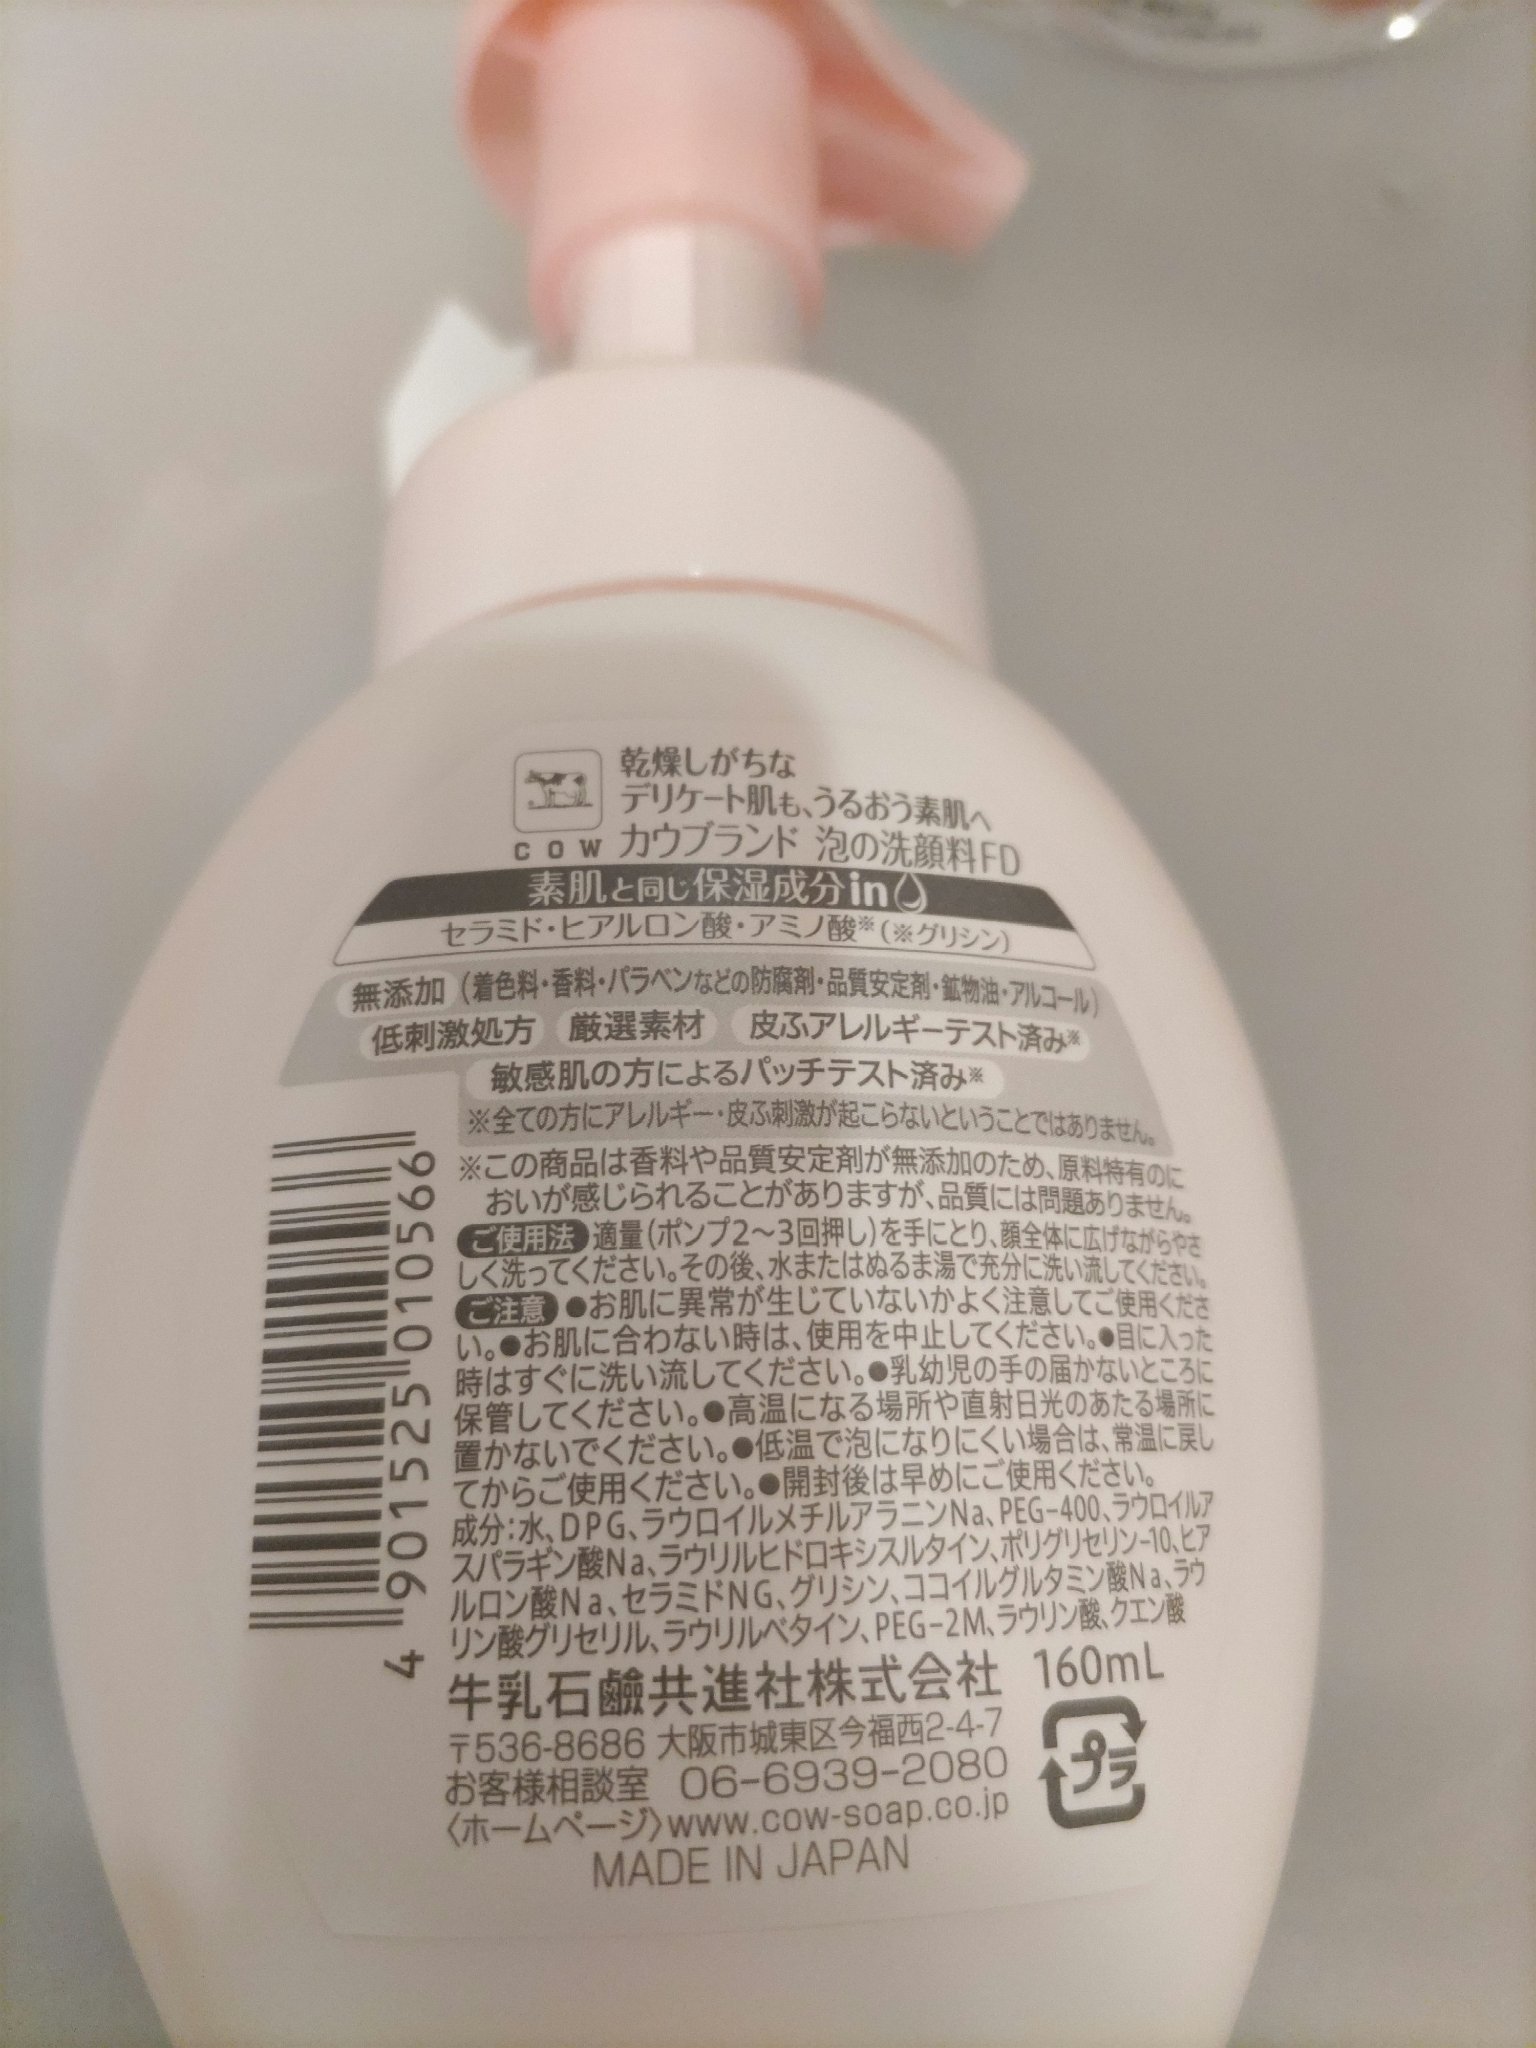 乾燥しがちな
デリケート肌も、うるおう素肌へ
COW カウブランド 泡の洗顔料FD
素肌と同じ保湿成分in
セラミド・ヒアルロン酸・アミノ酸※(※グリシン)
無添加(着色料・香料・パラベンなどの防腐剤・品質安定剤・鉱物油・アルコール)
低刺激処方 厳選素材 皮ふアレルギーテスト済み※
敏感肌の方によるパッチテスト済み※
※全ての方にアレルギー・皮ふ刺激が起こらないということではありません。
※この商品は香料や品質安定剤が無添加のため、原料特有のに
おいが感じられることがありますが、品質には問題ありません。
ご使用法 適量(ポンプ2〜3回押し)を手にとり、顔全体に広げながらやさ
しく洗ってください。その後、水またはぬるま湯で充分に洗い流してください。
ご注意 ●お肌に異常が生じていないかよく注意してご使用くださ
い。●お肌に合わない時は、使用を中止してください。●目に入った
時はすぐに洗い流してください。●乳幼児の手の届かないところに
保管してください。●高温になる場所や直射日光のあたる場所に
置かないでください。●低温で泡になりにくい場合は、常温に戻し
てからご使用ください。●開封後は早めにご使用ください。
成分:水、DPG、ラウロイルメチルアラニンNa、PEG-400、ラウロイルア
スパラギン酸Na、ラウリルヒドロキシスルタイン、ポリグリセリン-10、ヒア
ルロン酸Na、セラミドNG、グリシン、ココイルグルタミン酸Na、ラウ
リン酸グリセリル、ラウリルベタイン、PEG-2M、ラウリン酸、クエン酸
牛乳石鹼共進社株式会社 160mL
〒536-8686 大阪市城東区今福西2-4-7
お客様相談室 06-6939-2080
〈ホームページ〉www.cow-soap.co.jp
MADE IN JAPAN
プラ
4 901525 010566